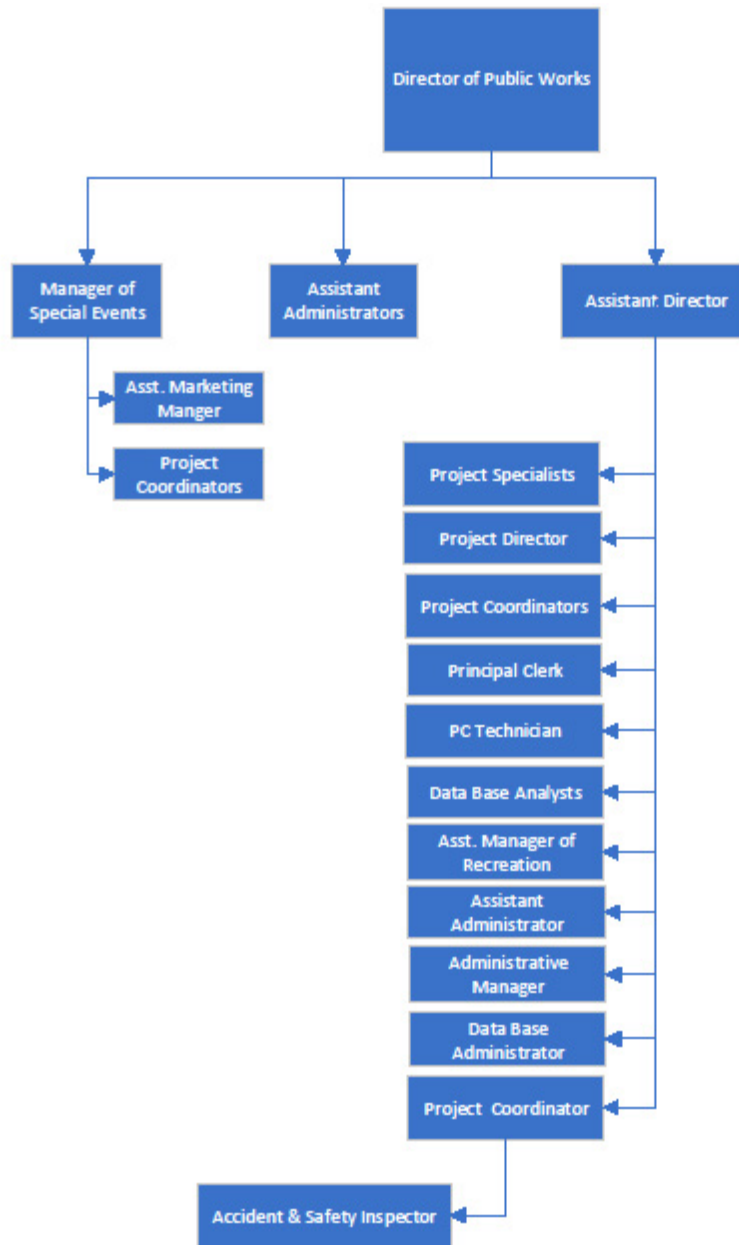 Director of Public Works
Manager of
Special Events
Assistant
Administrators
Assistant Director
Asst. Marketing
Manger
Project
Coordinators
Project Specialists
Project Director
Project Coordinators
Principal Clerk
PC Technician
Data Base Analysts
Asst. Manager of
Recreation
Assistant
Administrator
Administrative
Manager
Data Base
Administrator
Project Coordinator
Accident & Safety Inspector